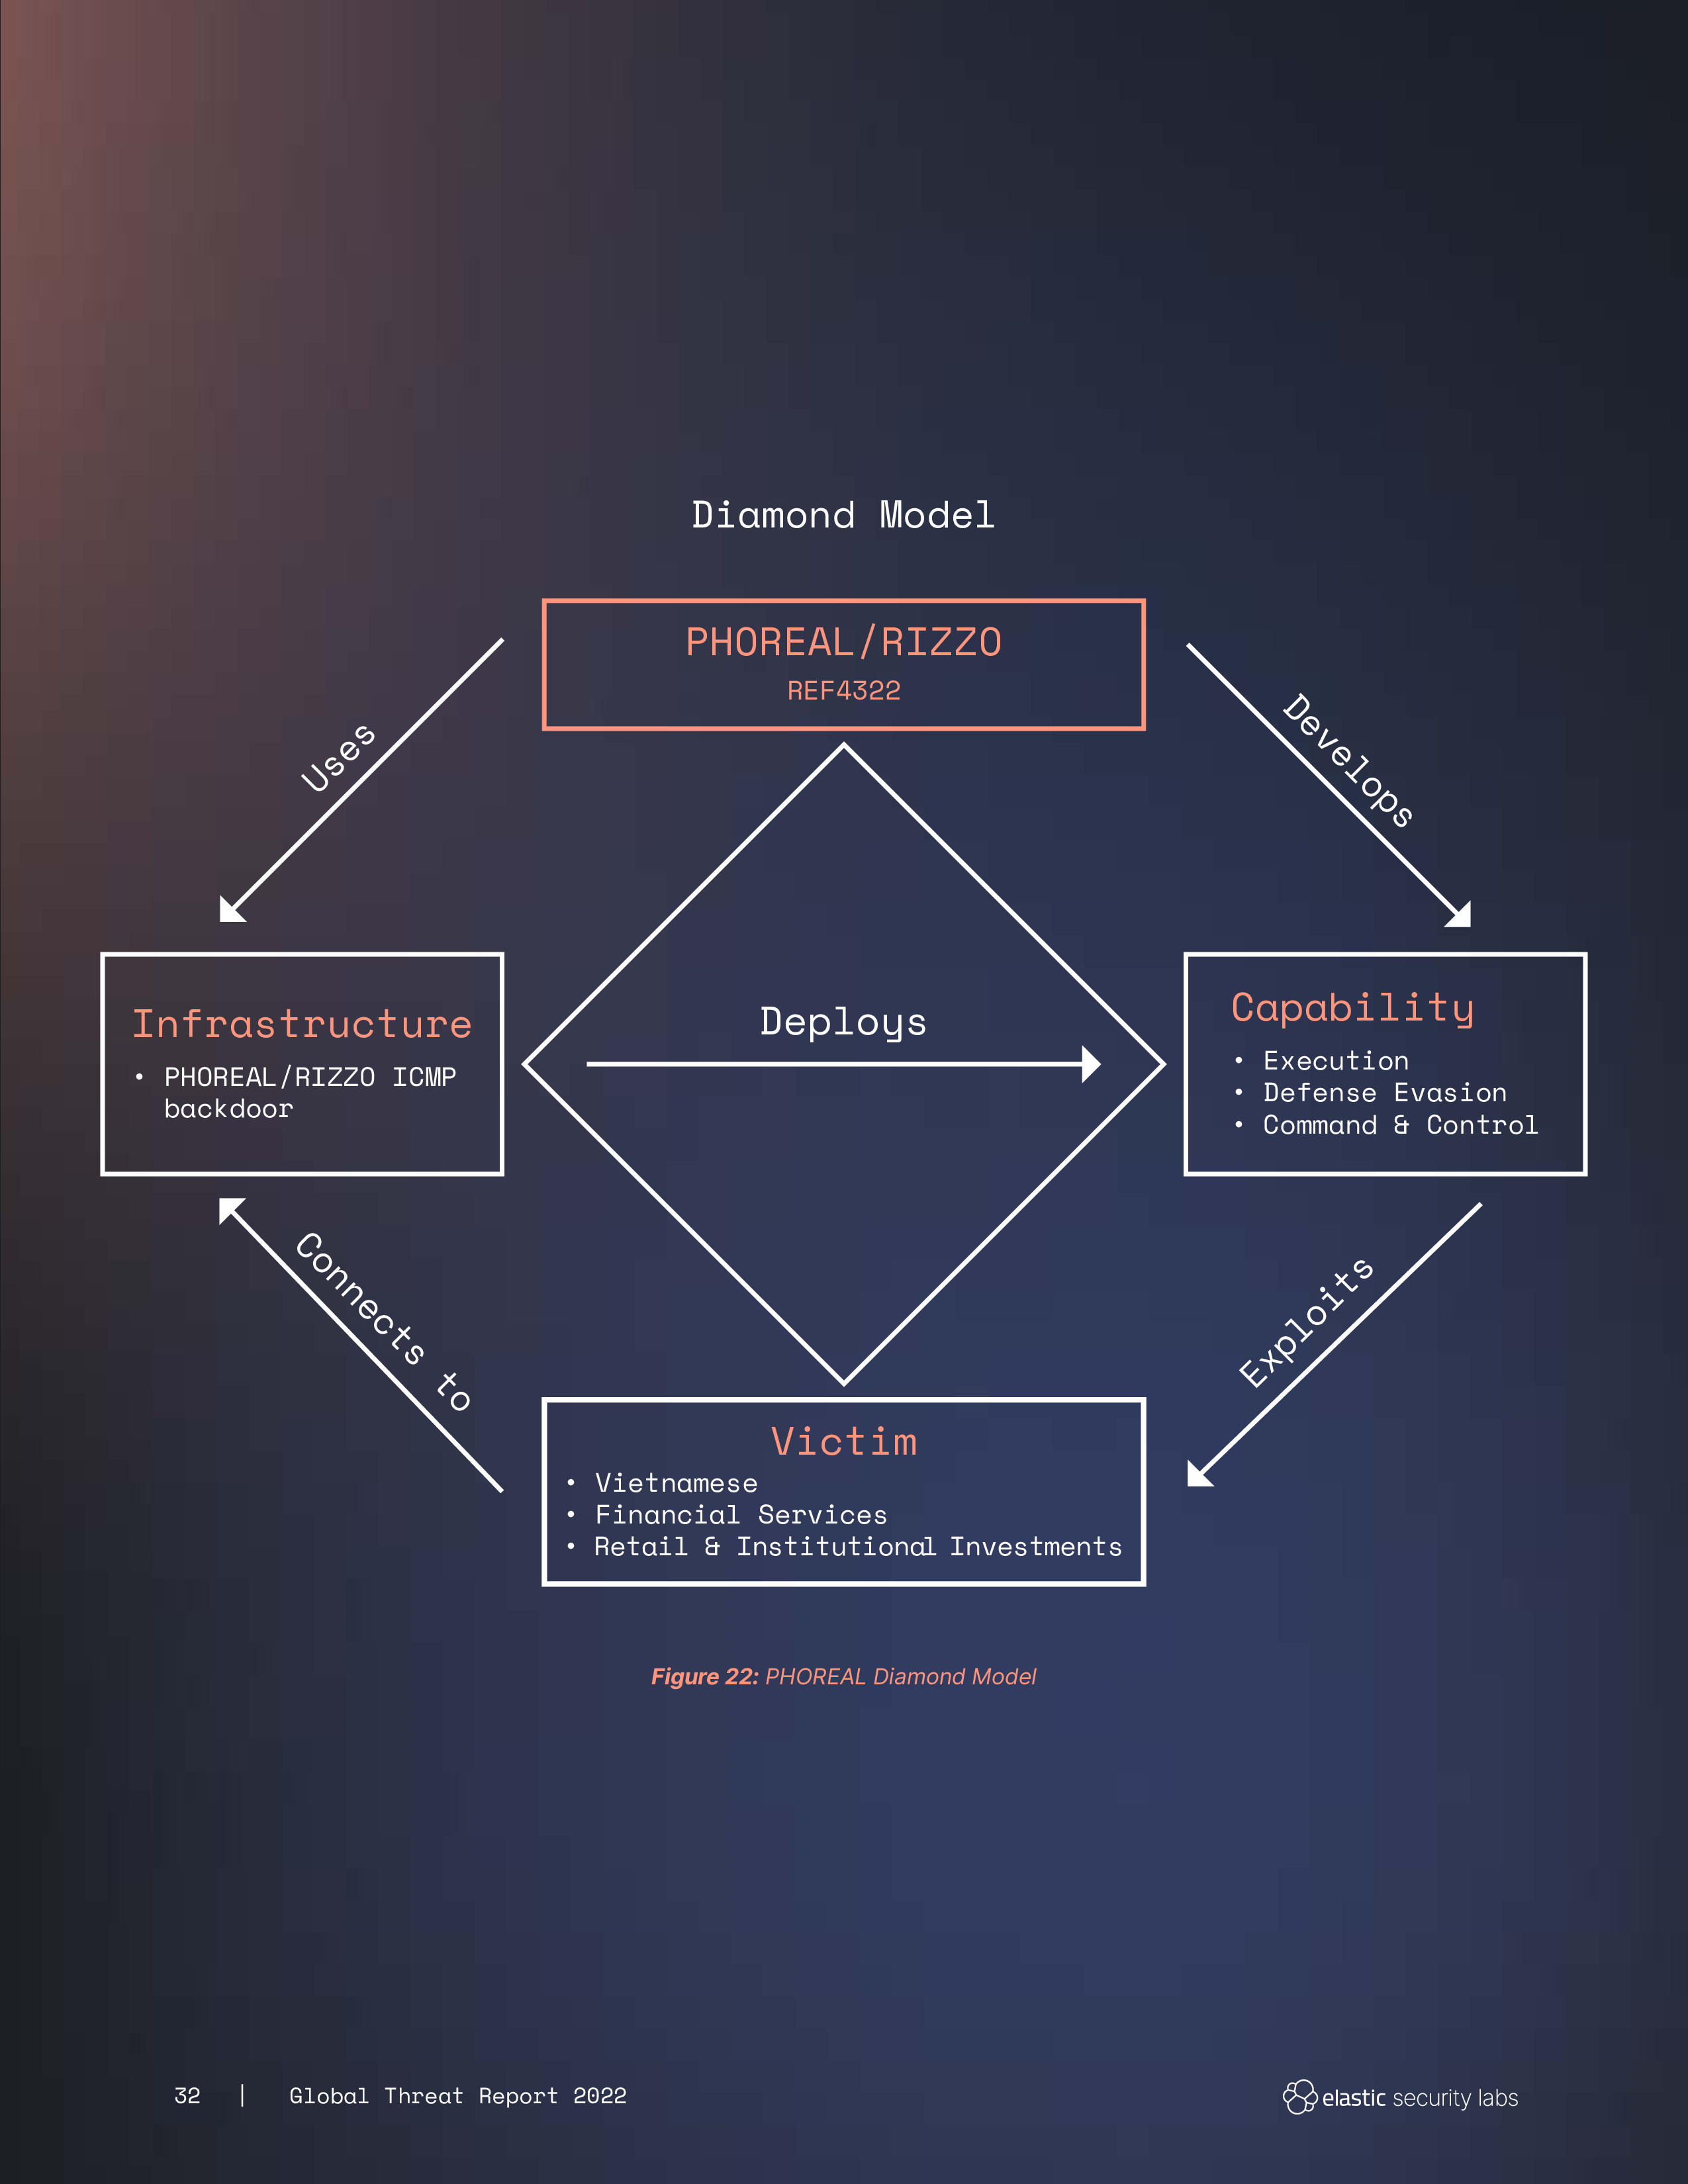 Diamond Model
PHOREAL/RIZZO
REF4322
Uses
Develops
Infrastructure
• PHOREAL/RIZZO ICMP
backdoor
Deploys
Capability
• Execution
• Defense Evasion
• Command & Control
Connects to
Exploits
Victim
• Vietnamese
• Financial Services
• Retail & Institutional Investments
Figure 22: PHOREAL Diamond Model
32 | Global Threat Report 2022
elastic security labs